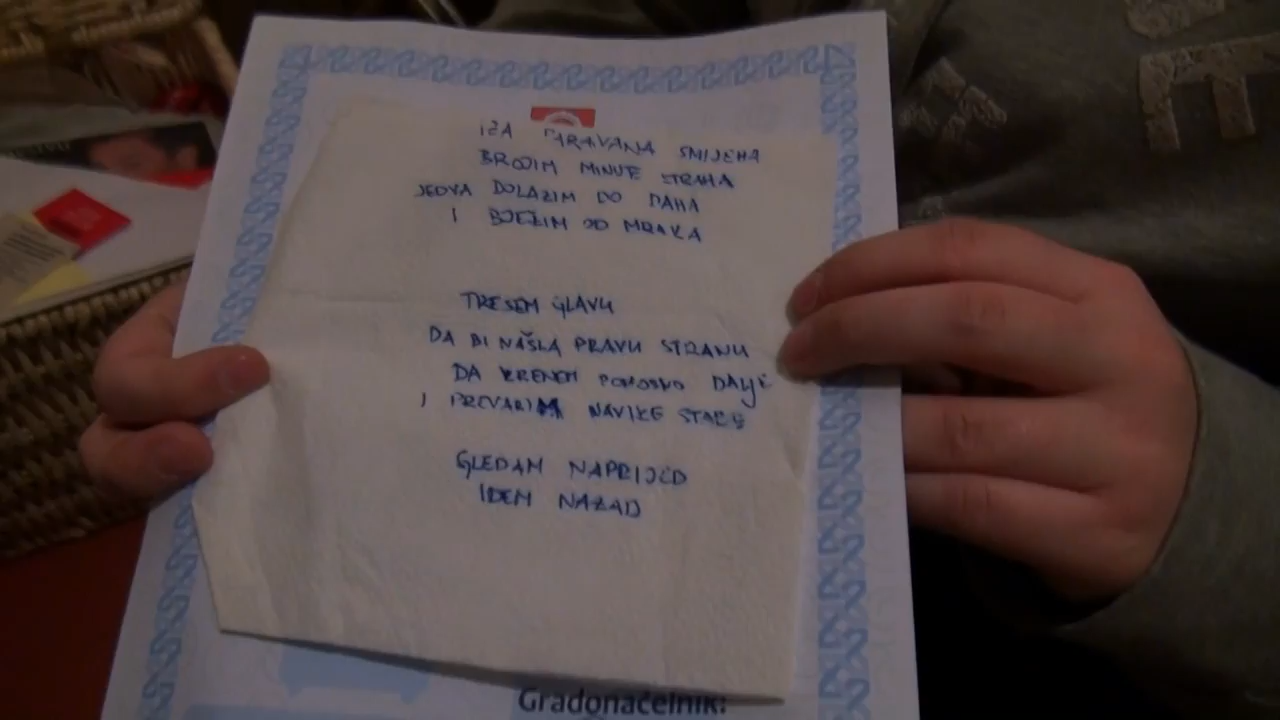 IZA PARAVANA SMIJEHA
BROJIM MINUTE STRAHA
JEDVA DOLAZIM DO DAHA
I BJEŽIM OD MRAKA
TRESEM GLAVU
DA BI NAŠLA PRAVU STRANU
DA KRENEM PONOSNO DALJE
I PREVARIM NAVIKE STARE
GLEDAM NAPRIJED
IDEM NAZAD
Gradonačelnik: